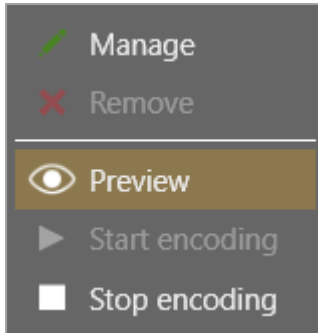 Manage
Remove
Preview
Start encoding
Stop encoding